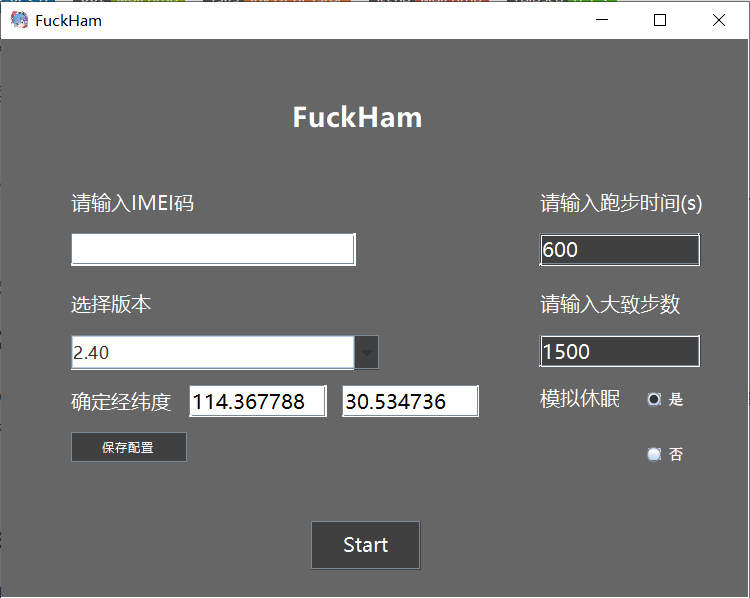 FuckHam
FuckHam
请输入IMEI码
请输入跑步时间(s)
600
选择版本
请输入大致步数
2.40
1500
确定经纬度 114.367788 30.534736
模拟休眠 是
保存配置
否
Start